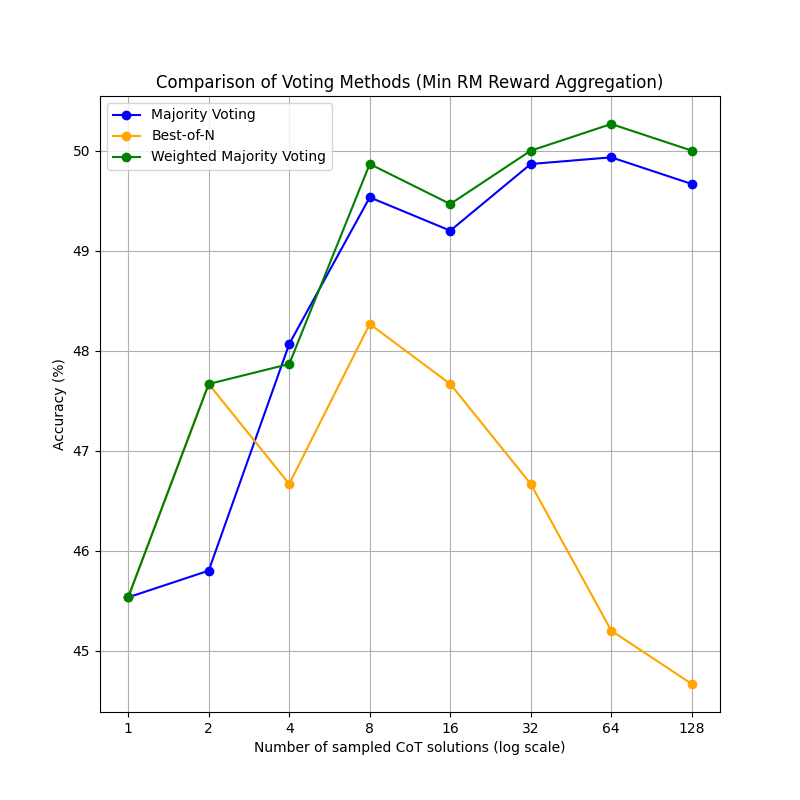 Comparison of Voting Methods (Min RM Reward Aggregation)
Majority Voting
Best-of-N
Weighted Majority Voting
Accuracy (%)
50
49
48
47
46
45
1 2 4 8 16 32 64 128
Number of sampled CoT solutions (log scale)